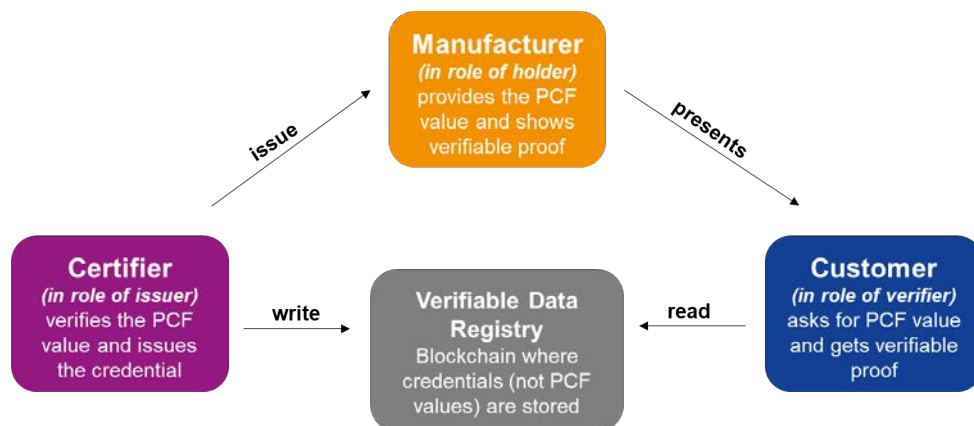 Manufacturer
(in role of holder)
provides the PCF
value and shows
verifiable proof
issue
presents
Certifier
(in role of issuer)
verifies the PCF
value and issues
the credential
write
Verifiable Data
Registry
Blockchain where
credentials (not PCF
values) are stored
read
Customer
(in role of verifier)
asks for PCF value
and gets verifiable
proof